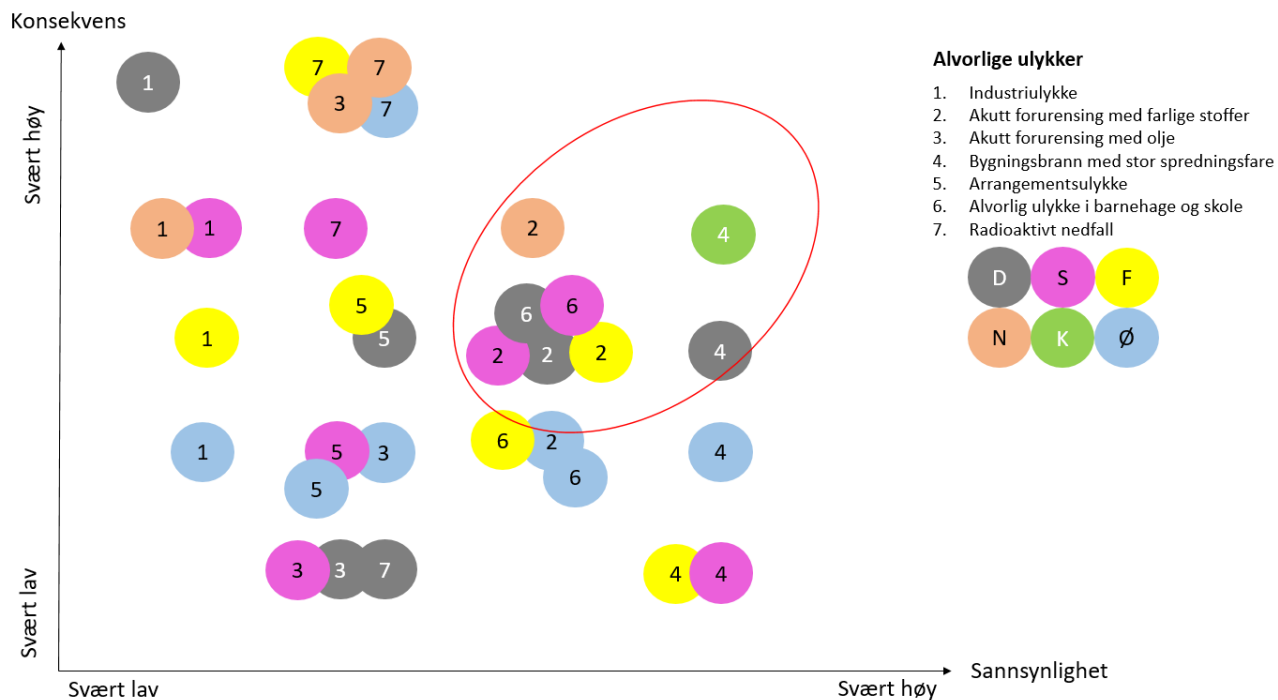 Konsekvens
Svært høy
Svært lav
1
7
7
3
7
1
1
7
2
4
5
6
6
1
5
2
2
2
4
1
5
3
6
2
4
5
6
3
3
7
4
4
Svært lav
Svært høy
Sannsynlighet
Alvorlige ulykker
1. Industriulykke
2. Akutt forurensing med farlige stoffer
3. Akutt forurensing med olje
4. Bygningsbrann med stor spredningsfare
5. Arrangementsulykke
6. Alvorlig ulykke i barnehage og skole
7. Radioaktivt nedfall
D S F
N K Ø